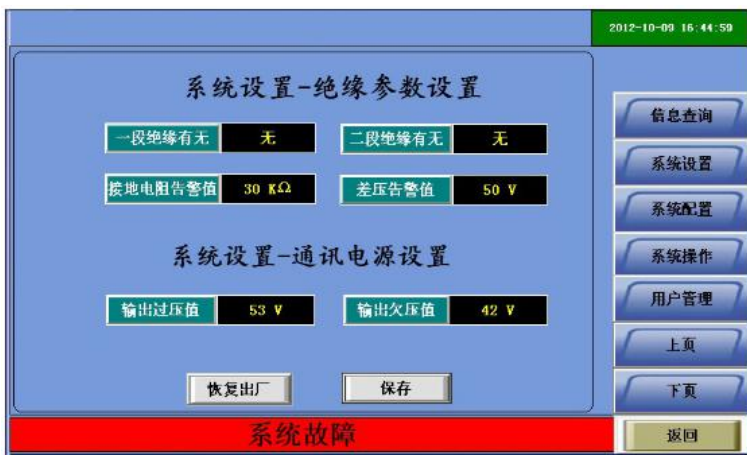 2012-10-09 16:44:59
系统设置-绝缘参数设置
一段绝缘有无 无 二段绝缘有无 无
接地电阻告警值 30 KΩ 差压告警值 50 V
系统设置-通讯电源设置
输出过压值 53 V 输出欠压值 42 V
恢复出厂 保存
系统故障
信息查询
系统设置
系统配置
系统操作
用户管理
上页
下页
返回